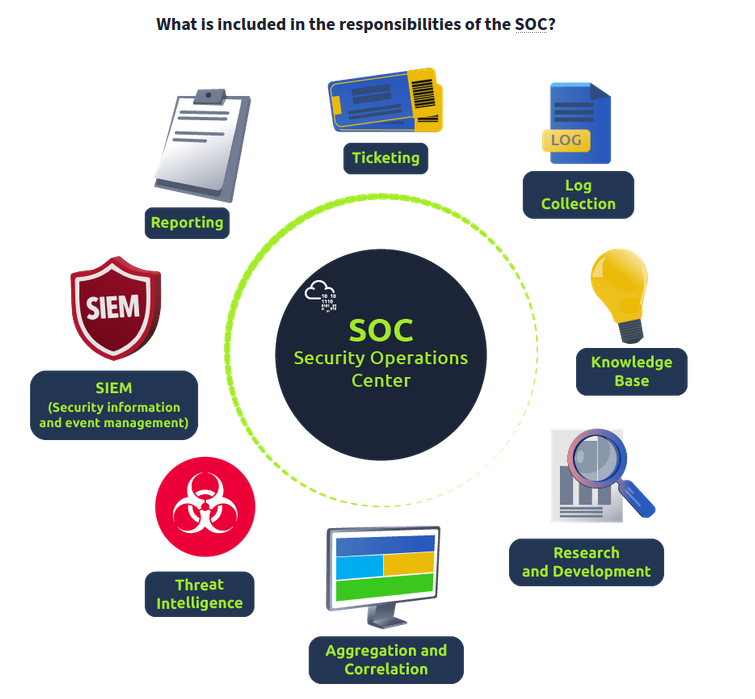 What is included in the responsibilities of the SOC?
Ticketing
LOG
Log
Collection
Reporting
SIEM
SIEM
(Security information
and event management)
SOC
Security Operations
Center
Knowledge
Base
Research
and Development
Threat
Intelligence
Aggregation and
Correlation